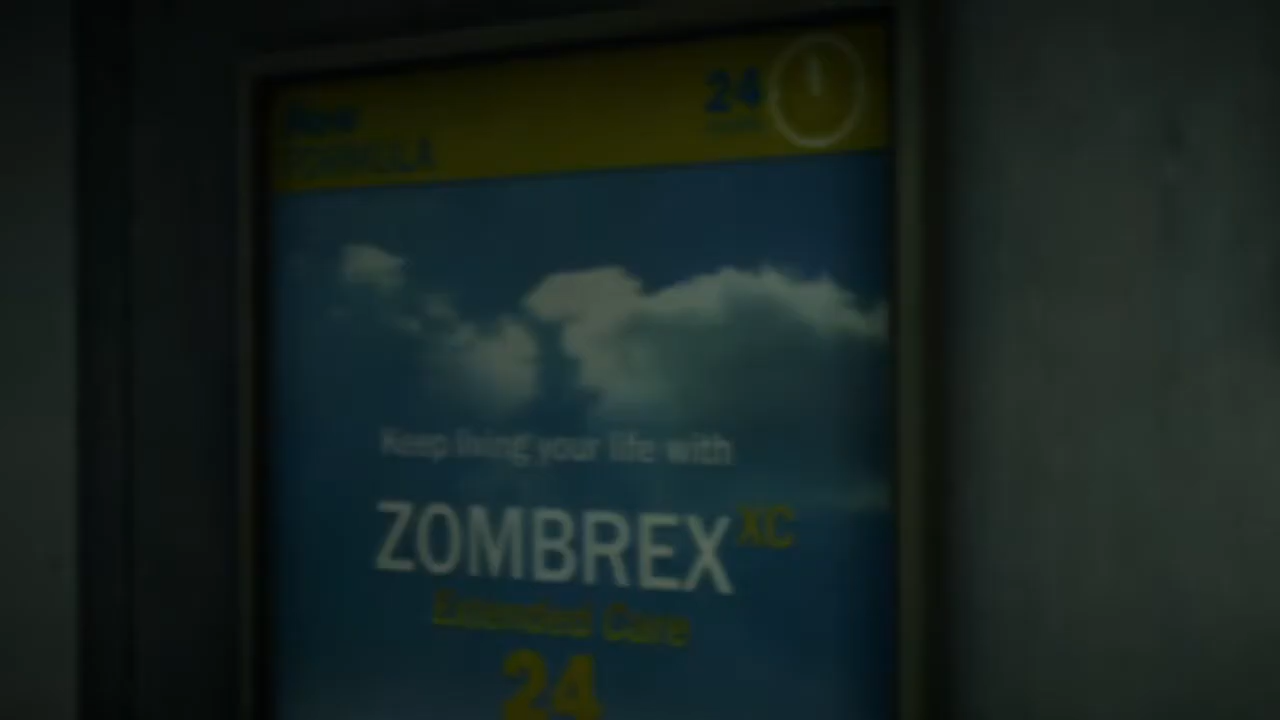 New
24
FORMULA
Keep living your life with
ZOMBREX XC
Extended Care
24